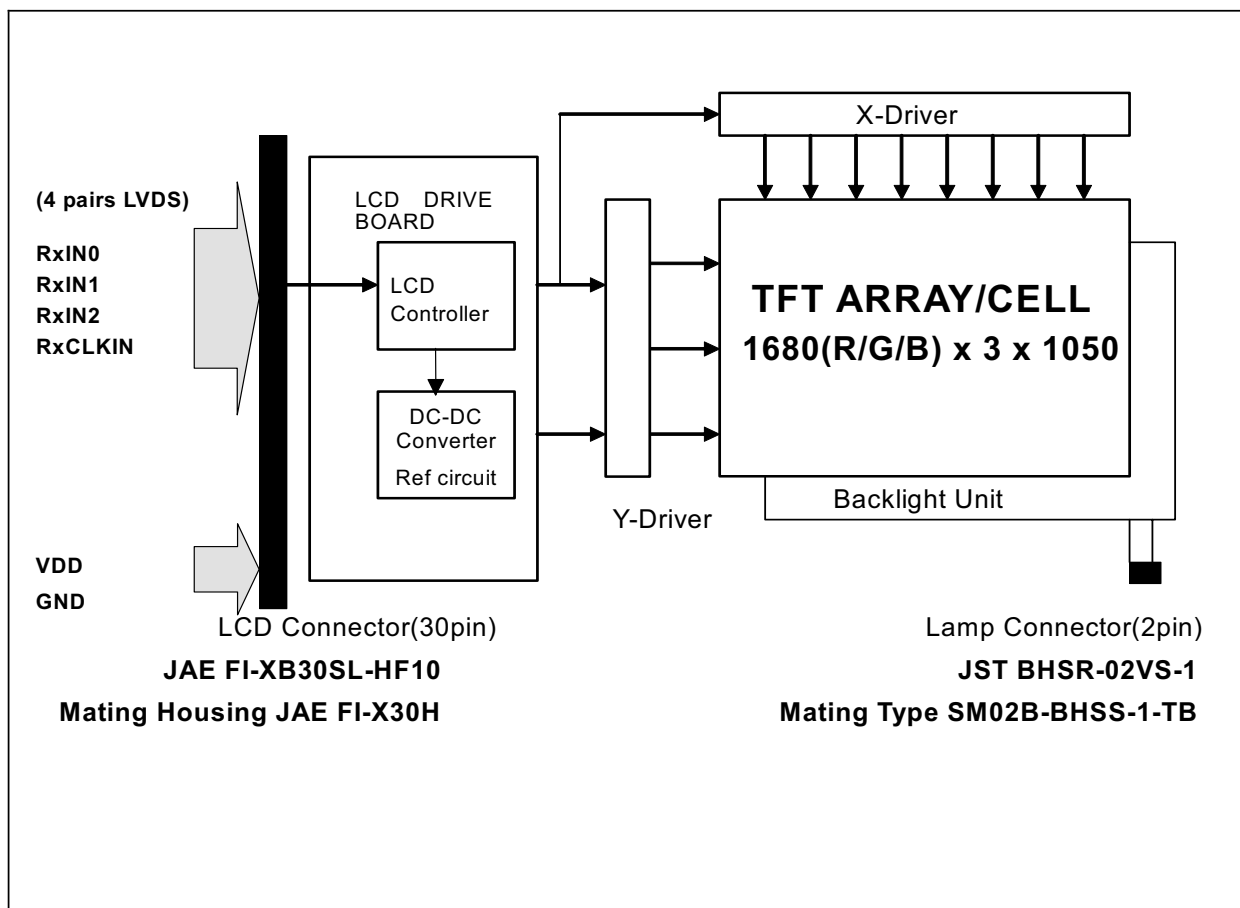 X-Driver
(4 pairs LVDS)
RxIN0
RxIN1
RxIN2
RxCLKIN
LCD DRIVE
BOARD
LCD
Controller
DC-DC
Converter
Ref circuit
TFT ARRAY/CELL
1680(R/G/B) x 3 x 1050
Backlight Unit
Y-Driver
VDD
GND
LCD Connector(30pin)
JAE FI-XB30SL-HF10
Mating Housing JAE FI-X30H
Lamp Connector(2pin)
JST BHSR-02VS-1
Mating Type SM02B-BHSS-1-TB